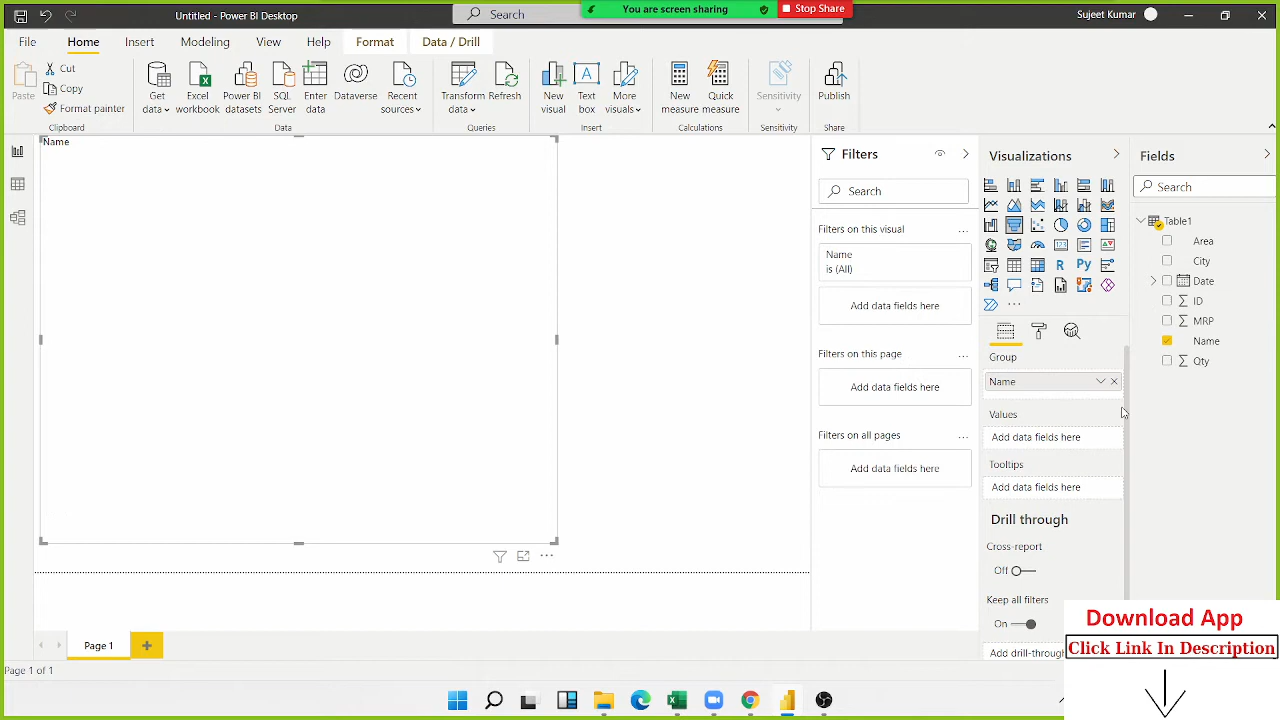 Untitled - Power BI Desktop
Search
You are screen sharing
Stop Share
Sujeet Kumar
File
Home
Insert
Modeling
View
Help
Format
Data / Drill
Paste
Cut
Copy
Format painter
Clipboard
Get
data
Excel
workbook
Power BI
datasets
SQL
Server
Enter
data
Dataverse
Recent
sources
Data
Transform
data
Refresh
Queries
New
visual
Text
box
More
visuals
Insert
New
measure
Quick
measure
Calculations
Sensitivity
Sensitivity
Publish
Share
Name
Filters
Search
Filters on this visual
...
Name
is (All)
Add data fields here
Filters on this page
...
Add data fields here
Filters on all pages
...
Add data fields here
Visualizations
R
Py
123
...
Group
Name
Values
Add data fields here
Tooltips
Add data fields here
Drill through
Cross-report
Off
Keep all filters
On
Add drill-through
Fields
Search
Table1
Area
City
Date
ID
MRP
Name
Qty
Page 1
Page 1 of 1
Download App
Click Link In Description